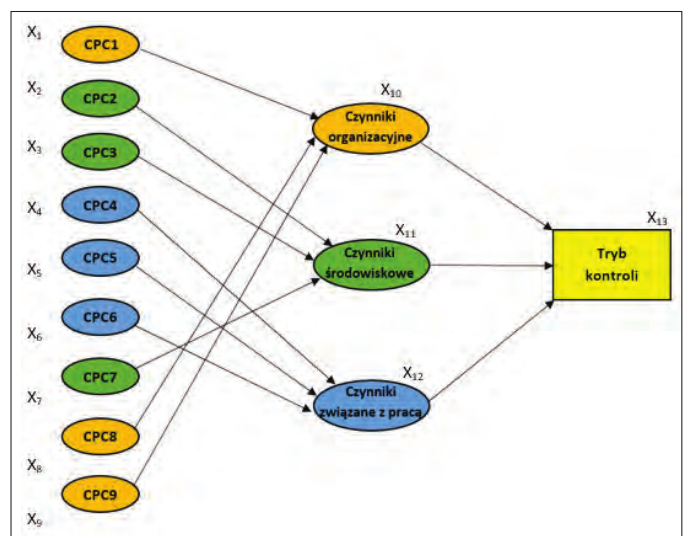 X₁
CPC1
X₂
CPC2
X₃
CPC3
X₄
CPC4
X₅
CPC5
X₆
CPC6
X₇
CPC7
X₈
CPC8
X₉
CPC9
X₁₀
Czynniki
organizacyjne
X₁₁
Czynniki
środowiskowe
X₁₂
Czynniki
związane z pracą
X₁₃
Tryb
kontroli